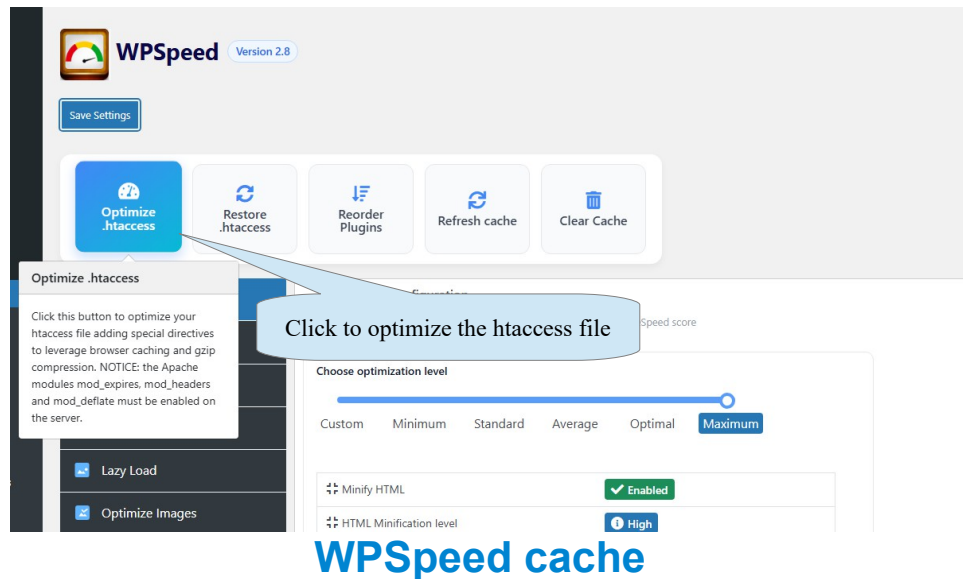 WPSpeed
Version 2.8
Save Settings
Optimize
.htaccess
Restore
.htaccess
Reorder
Plugins
Refresh cache
Clear Cache
Optimize .htaccess
Click this button to optimize your
htaccess file adding special directives
to leverage browser caching and gzip
compression. NOTICE: the Apache
modules mod_expires, mod_headers
and mod_deflate must be enabled on
the server.
Click to optimize the htaccess file
Speed score
Choose optimization level
Custom Minimum Standard Average Optimal Maximum
Lazy Load
Optimize Images
Minify HTML
Enabled
HTML Minification level
High
WPSpeed cache